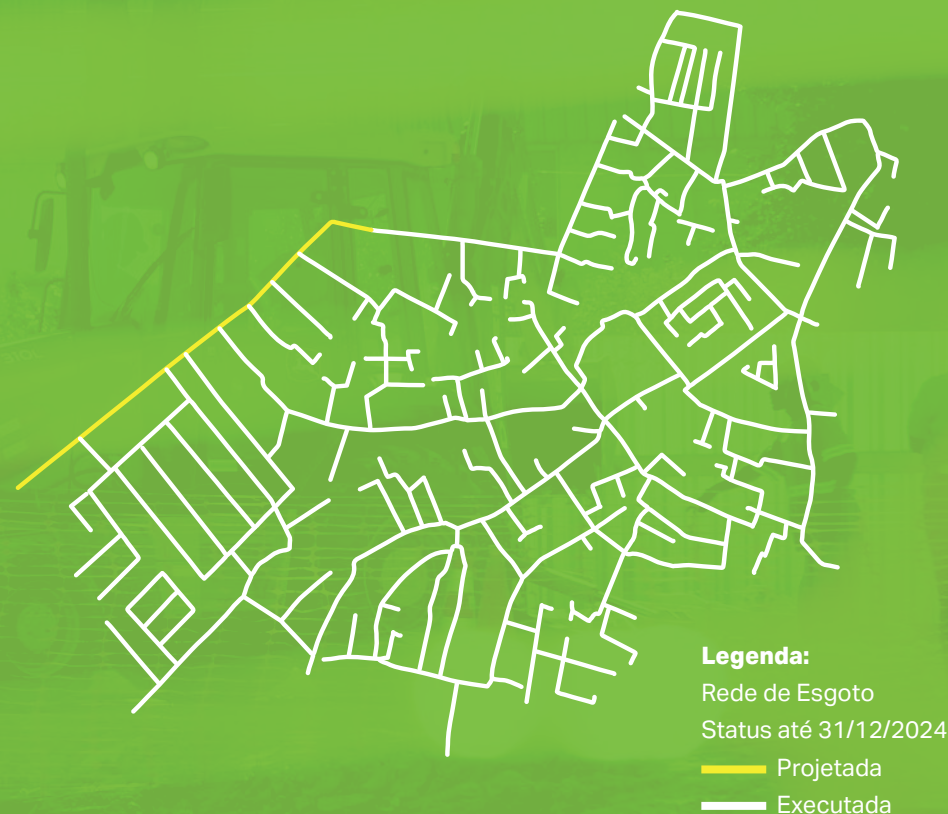 Legenda:
Rede de Esgoto
Status até 31/12/2024
Projetada
Executada